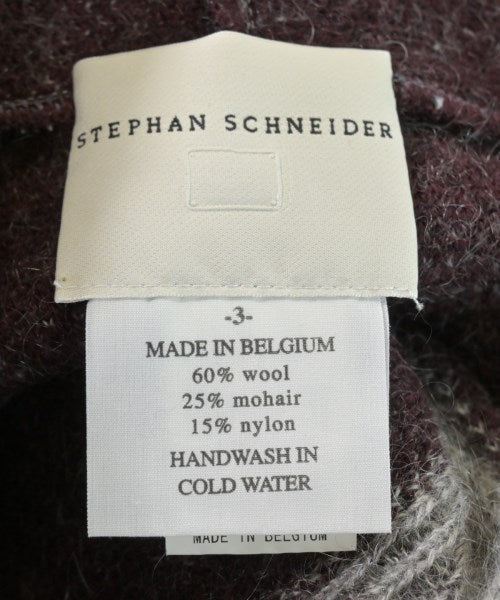 STEPHAN SCHNEIDER
-3-
MADE IN BELGIUM
60% wool
25% mohair
15% nylon
HANDWASH IN
COLD WATER
MADE IN BELGIUM